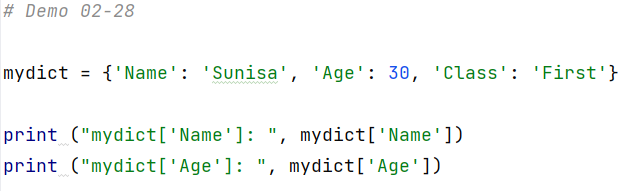 # Demo 02-28
mydict = {'Name': 'Sunisa', 'Age': 30, 'Class': 'First'}
print ("mydict['Name']: ", mydict['Name'])
print ("mydict['Age']: ", mydict['Age'])